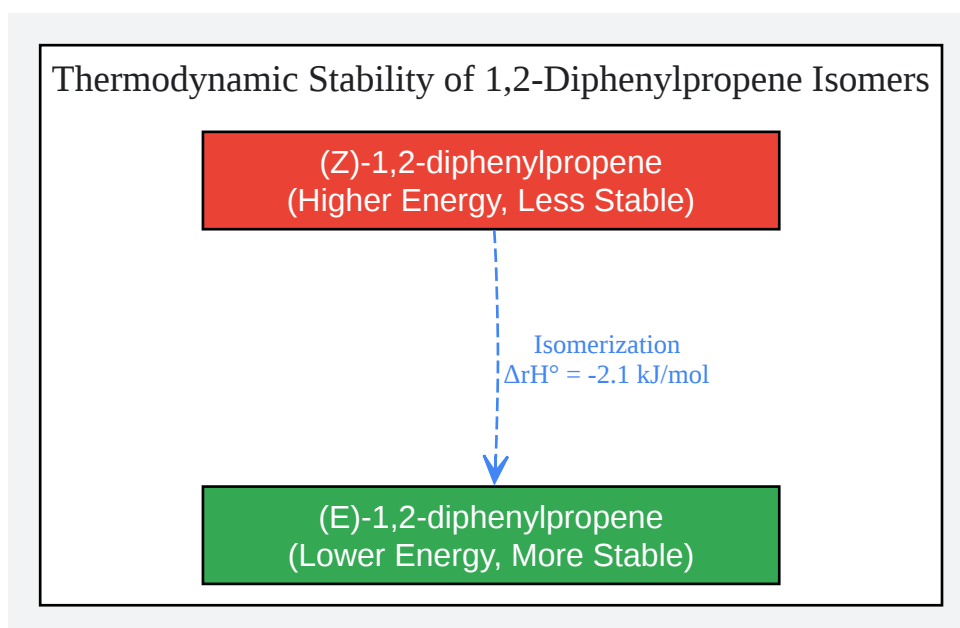 Thermodynamic Stability of 1,2-Diphenylpropene Isomers
(Z)-1,2-diphenylpropene
(Higher Energy, Less Stable)
Isomerization
ΔrH° = -2.1 kJ/mol
(E)-1,2-diphenylpropene
(Lower Energy, More Stable)